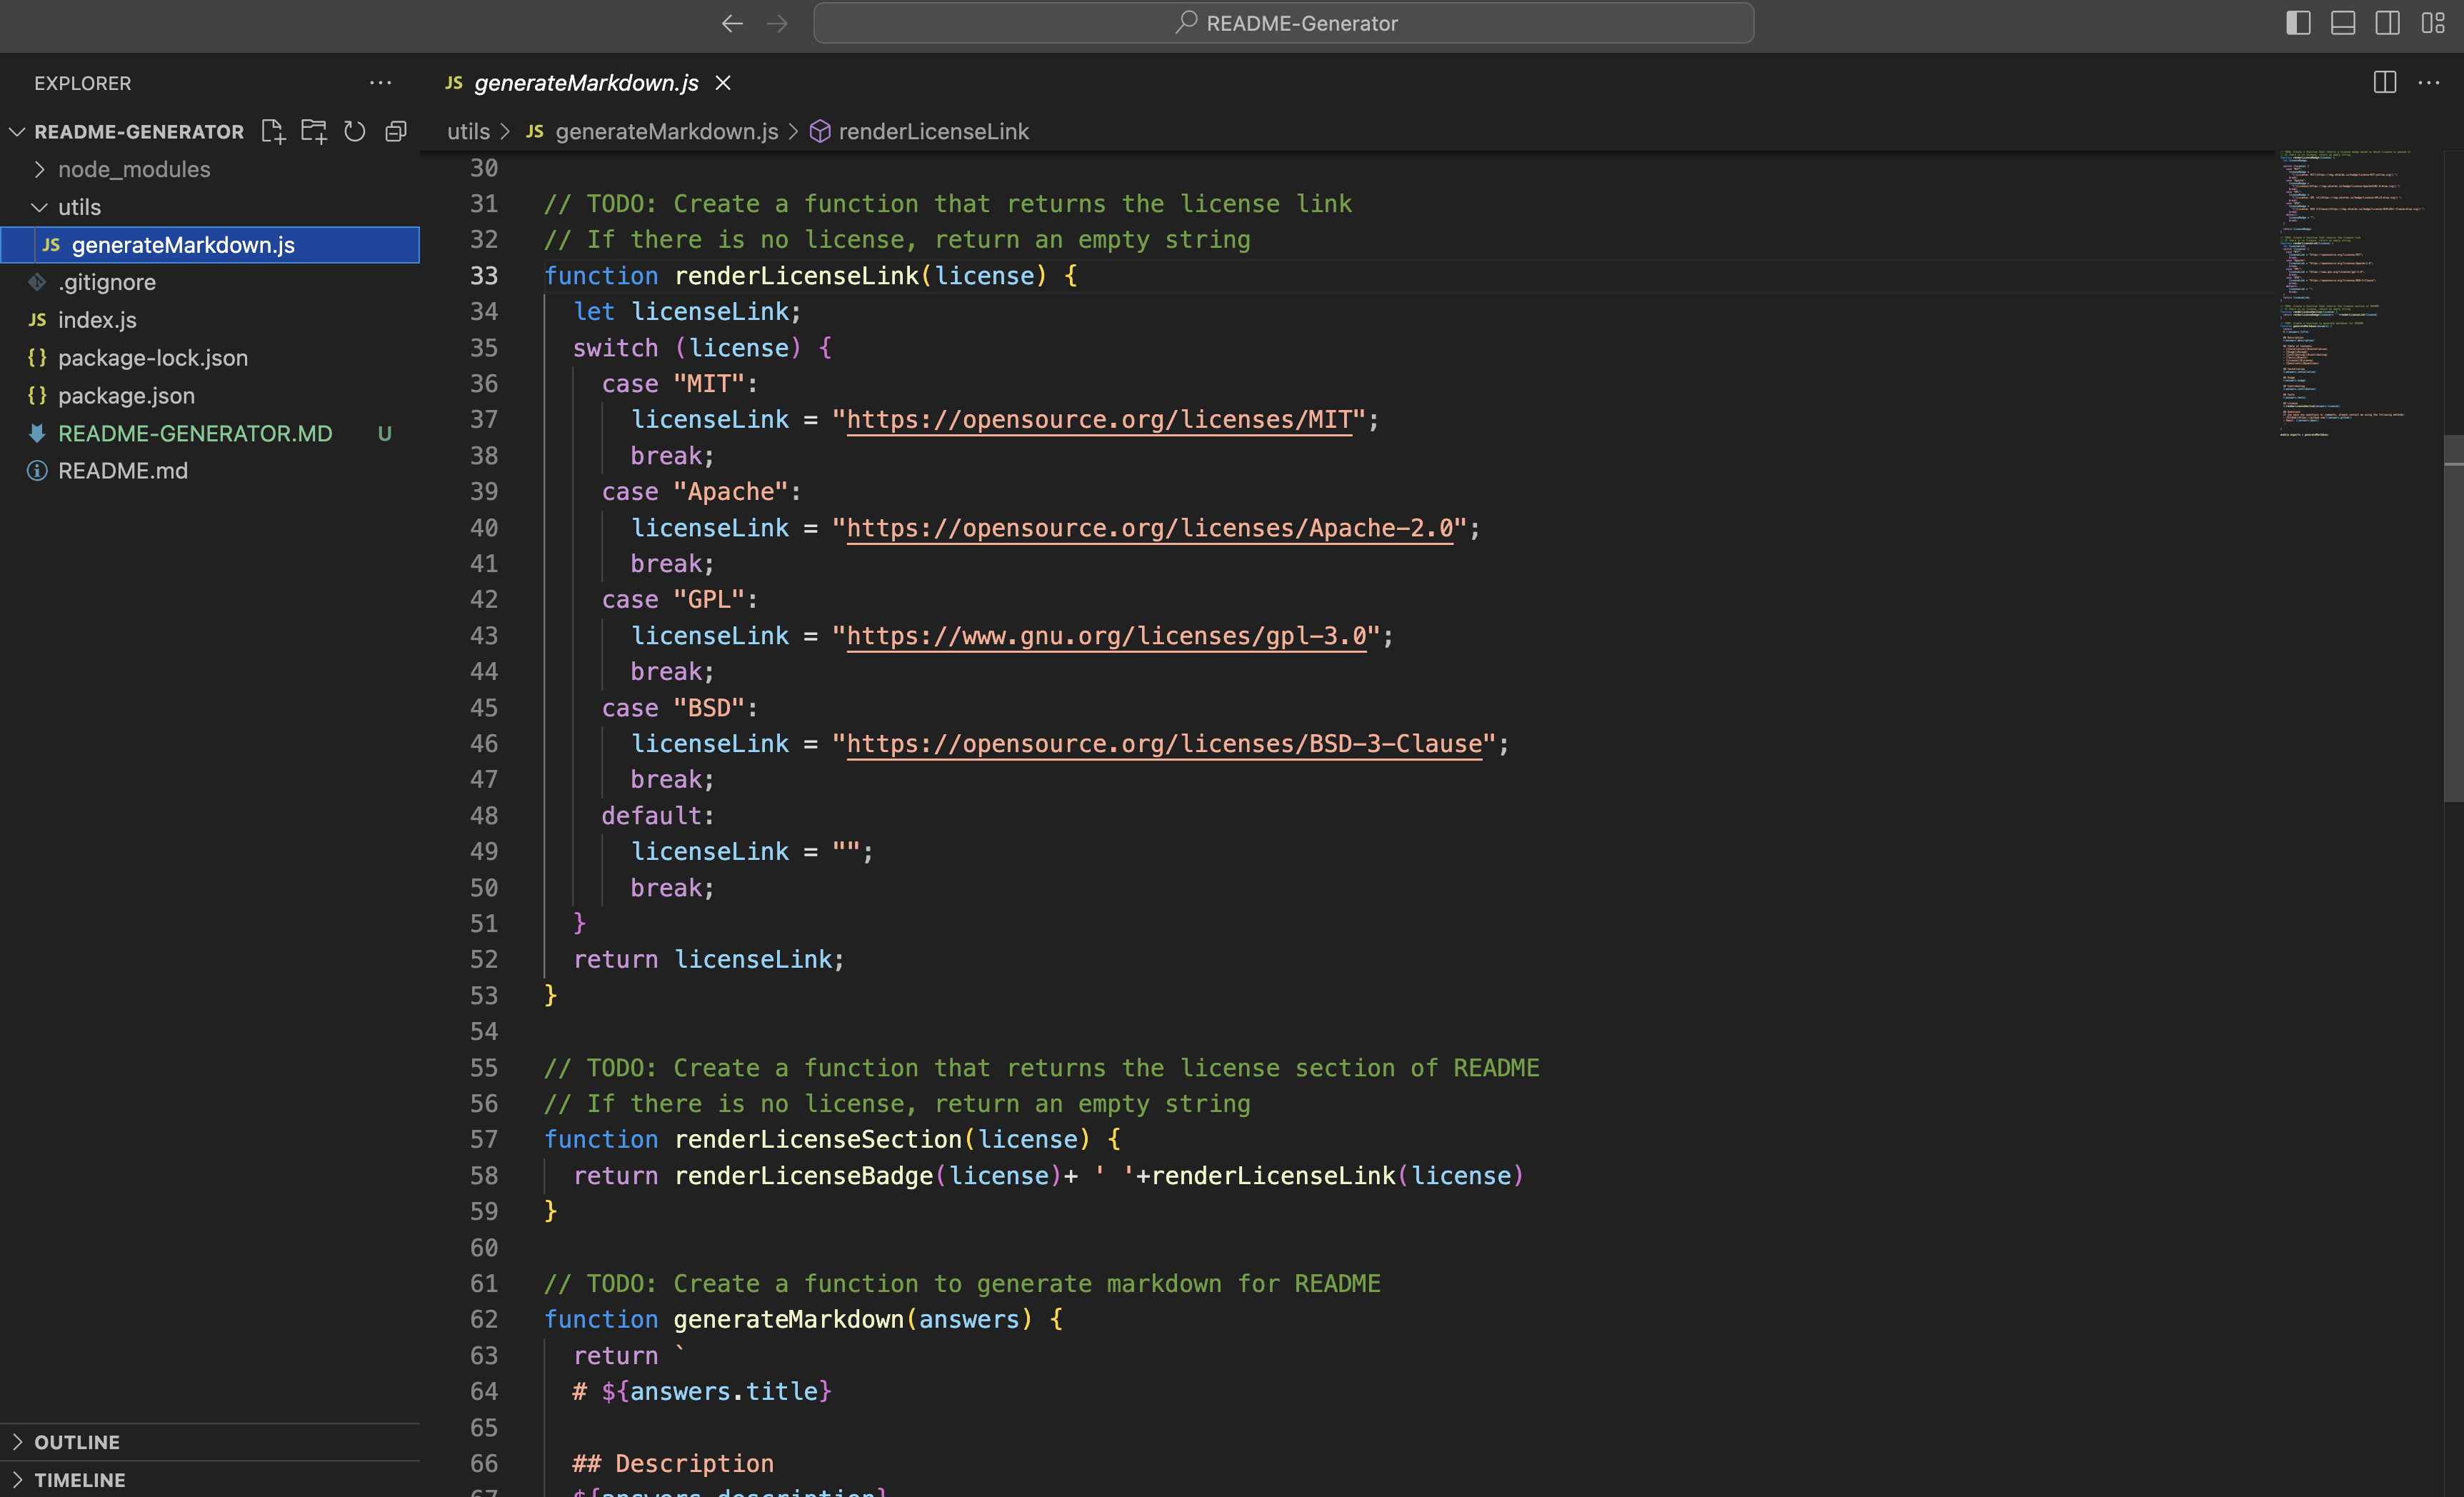 README-Generator
EXPLORER
README-GENERATOR
node_modules
utils
JS generateMarkdown.js
.gitignore
JS index.js
{} package-lock.json
{} package.json
README-GENERATOR.MD U
README.md
OUTLINE
TIMELINE
JS generateMarkdown.js
utils > JS generateMarkdown.js > renderLicenseLink
30
31 // TODO: Create a function that returns the license link
32 // If there is no license, return an empty string
33 function renderLicenseLink(license) {
34 let licenseLink;
35 switch (license) {
36 case "MIT":
37 licenseLink = "https://opensource.org/licenses/MIT";
38 break;
39 case "Apache":
40 licenseLink = "https://opensource.org/licenses/Apache-2.0";
41 break;
42 case "GPL":
43 licenseLink = "https://www.gnu.org/licenses/gpl-3.0";
44 break;
45 case "BSD":
46 licenseLink = "https://opensource.org/licenses/BSD-3-Clause";
47 break;
48 default:
49 licenseLink = "";
50 break;
51 }
52 return licenseLink;
53 }
54
55 // TODO: Create a function that returns the license section of README
56 // If there is no license, return an empty string
57 function renderLicenseSection(license) {
58 return renderLicenseBadge(license)+ ' '+renderLicenseLink(license)
59 }
60
61 // TODO: Create a function to generate markdown for README
62 function generateMarkdown(answers) {
63 return `
64 # ${answers.title}
65
66 ## Description
67 ${answers.description}